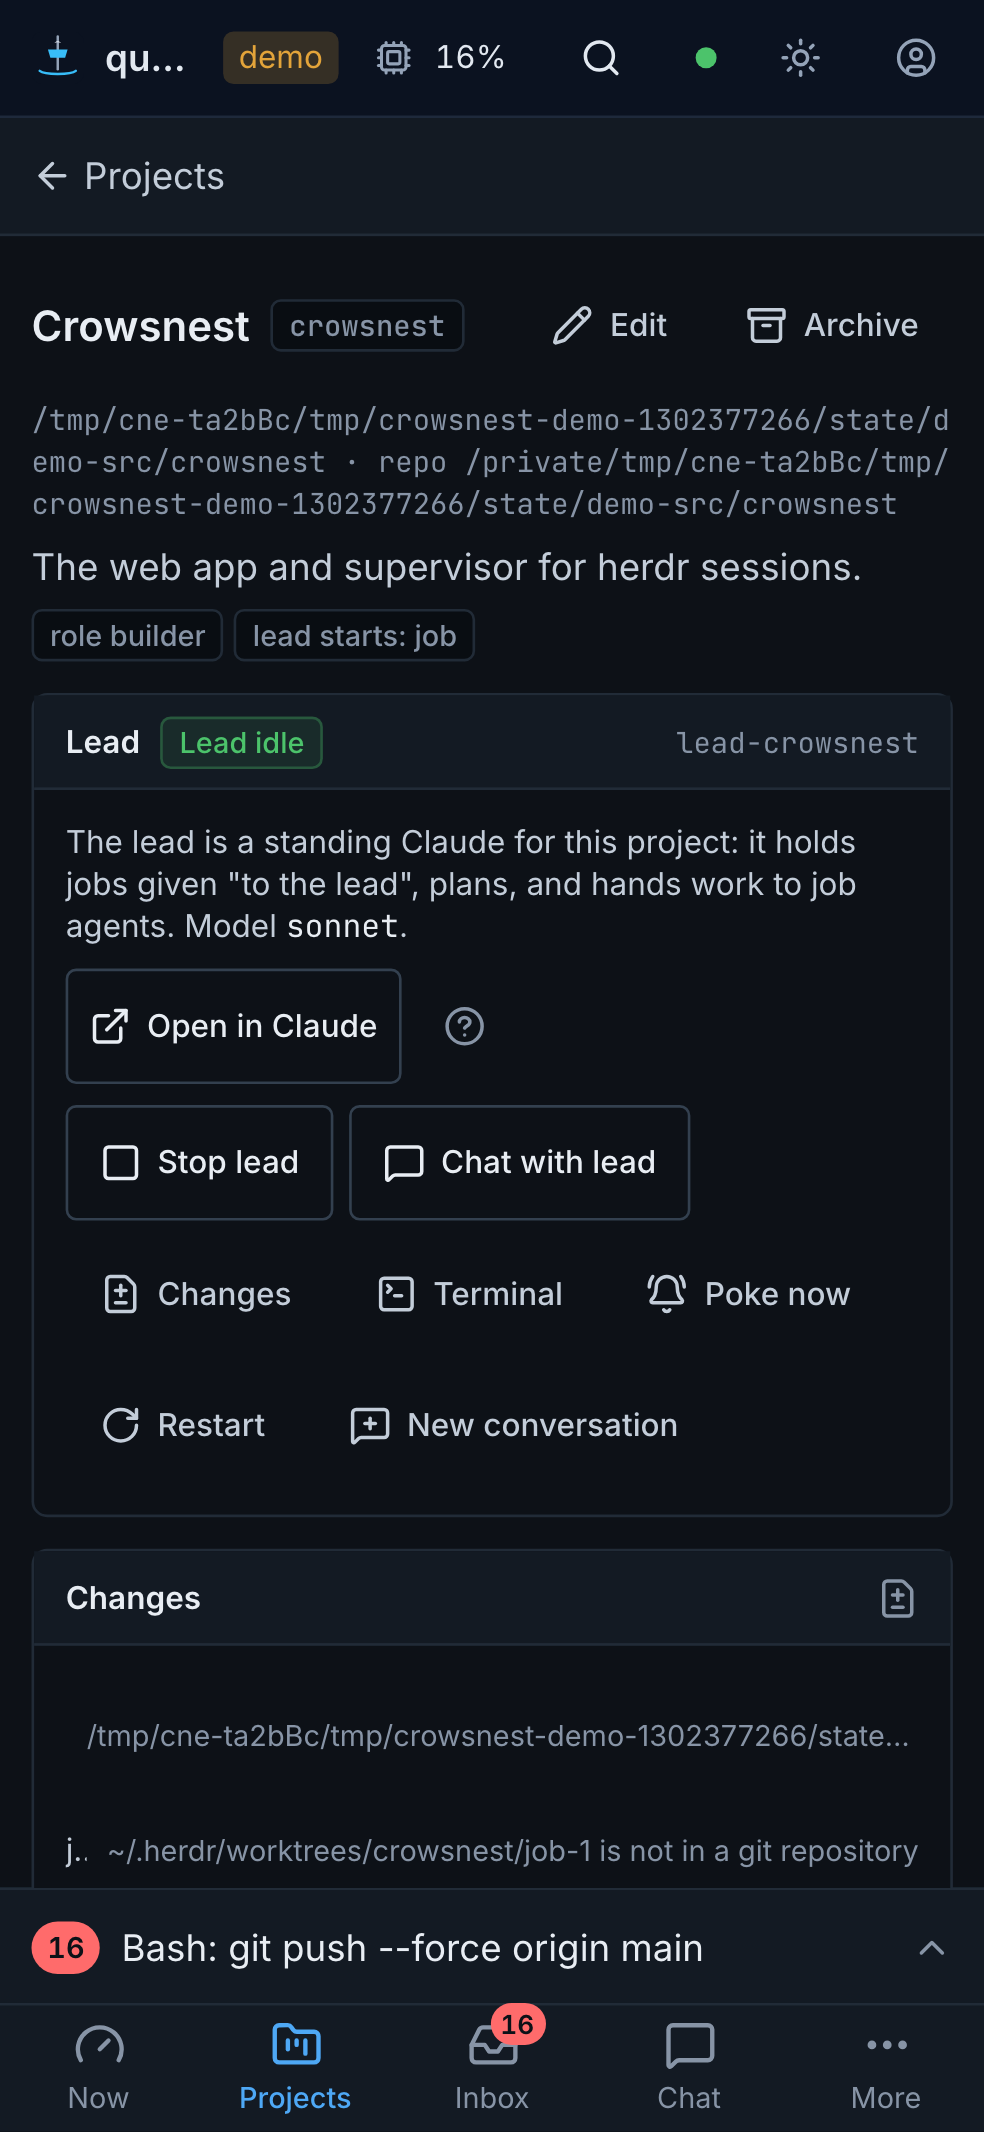 qu...
demo
16%
Projects
Crowsnest
crowsnest
Edit
Archive
/tmp/cne-ta2bBc/tmp/crowsnest-demo-1302377266/state/d
emo-src/crowsnest · repo /private/tmp/cne-ta2bBc/tmp/
crowsnest-demo-1302377266/state/demo-src/crowsnest
The web app and supervisor for herdr sessions.
role builder
lead starts: job
Lead
Lead idle
lead-crowsnest
The lead is a standing Claude for this project: it holds
jobs given "to the lead", plans, and hands work to job
agents. Model sonnet.
Open in Claude
Stop lead
Chat with lead
Changes
Terminal
Poke now
Restart
New conversation
Changes
/tmp/cne-ta2bBc/tmp/crowsnest-demo-1302377266/state...
j..
~/.herdr/worktrees/crowsnest/job-1 is not in a git repository
16
Bash: git push --force origin main
16
Now
Projects
Inbox
Chat
More